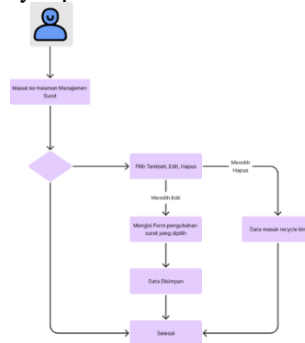 Masuk ke Halaman Manajemen
Surat
Pilih Tambah, Edit, Hapus
Memilih
Hapus
Memilih Edit
Mengisi Form pengubahan
surat yang dipilih
Data masuk recycle bin
Data Disimpan
Selesai